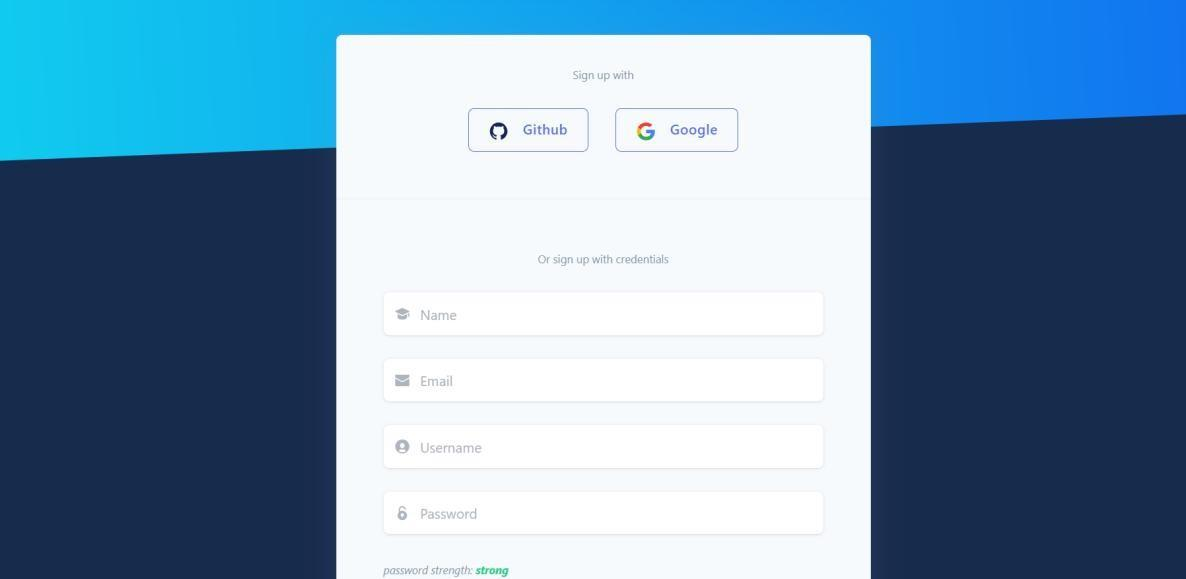 Sign up with
Github Google
Or sign up with credentials
Name
Email
Username
Password
password strength: strong